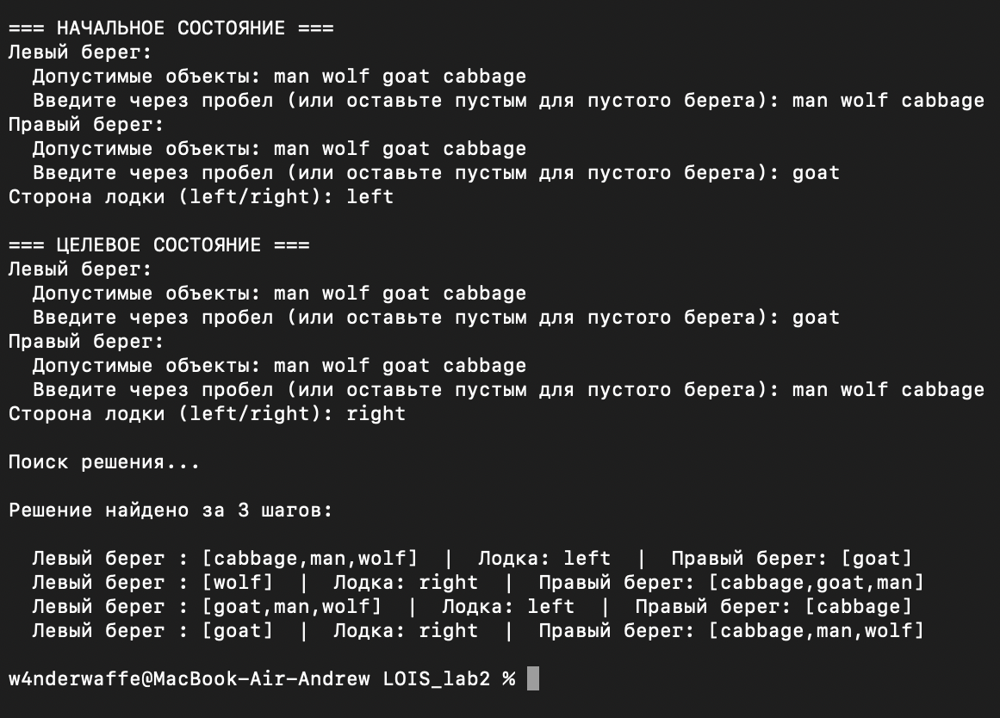 === НАЧАЛЬНОЕ СОСТОЯНИЕ ===
Левый берег:
  Допустимые объекты: man wolf goat cabbage
  Введите через пробел (или оставьте пустым для пустого берега): man wolf cabbage
Правый берег:
  Допустимые объекты: man wolf goat cabbage
  Введите через пробел (или оставьте пустым для пустого берега): goat
Сторона лодки (left/right): left

=== ЦЕЛЕВОЕ СОСТОЯНИЕ ===
Левый берег:
  Допустимые объекты: man wolf goat cabbage
  Введите через пробел (или оставьте пустым для пустого берега): goat
Правый берег:
  Допустимые объекты: man wolf goat cabbage
  Введите через пробел (или оставьте пустым для пустого берега): man wolf cabbage
Сторона лодки (left/right): right

Поиск решения...

Решение найдено за 3 шагов:

  Левый берег : [cabbage,man,wolf]  |  Лодка: left  |  Правый берег: [goat]
  Левый берег : [wolf]  |  Лодка: right  |  Правый берег: [cabbage,goat,man]
  Левый берег : [goat,man,wolf]  |  Лодка: left  |  Правый берег: [cabbage]
  Левый берег : [goat]  |  Лодка: right  |  Правый берег: [cabbage,man,wolf]

w4nderwaffe@MacBook-Air-Andrew LOIS_lab2 %